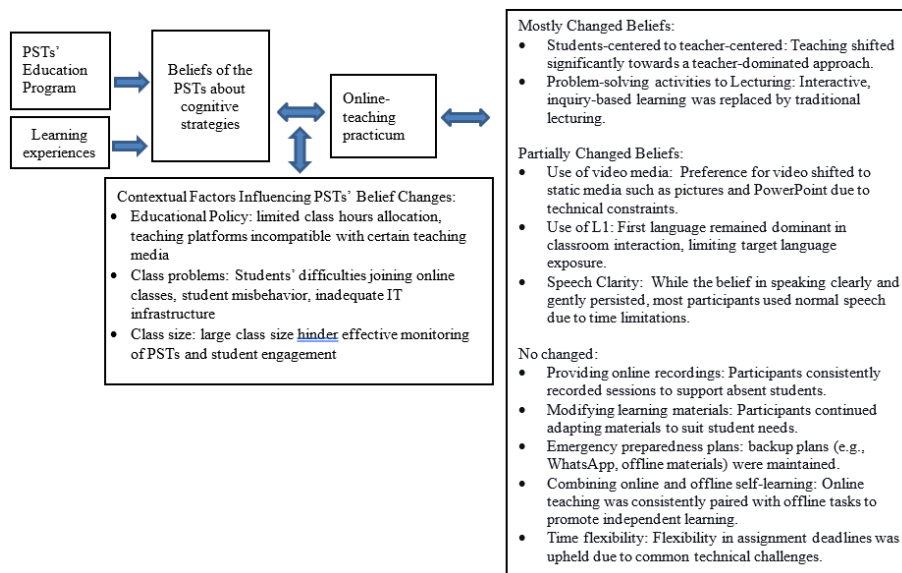 PSTs'
Education
Program
Learning
experiences
Beliefs of the
PSTs about
cognitive
strategies
Online-
teaching
practicum
Contextual Factors Influencing PSTs' Belief Changes:
• Educational Policy: limited class hours allocation,
teaching platforms incompatible with certain teaching
media
• Class problems: Students' difficulties joining online
classes, student misbehavior, inadequate IT
infrastructure
• Class size: large class size hinder effective monitoring
of PSTs and student engagement
Mostly Changed Beliefs:
• Students-centered to teacher-centered: Teaching shifted
significantly towards a teacher-dominated approach.
• Problem-solving activities to Lecturing: Interactive,
inquiry-based learning was replaced by traditional
lecturing.
Partially Changed Beliefs:
• Use of video media: Preference for video shifted to
static media such as pictures and PowerPoint due to
technical constraints.
• Use of L1: First language remained dominant in
classroom interaction, limiting target language
exposure.
• Speech Clarity: While the belief in speaking clearly and
gently persisted, most participants used normal speech
due to time limitations.
No changed:
• Providing online recordings: Participants consistently
recorded sessions to support absent students.
• Modifying learning materials: Participants continued
adapting materials to suit student needs.
• Emergency preparedness plans: backup plans (e.g.,
WhatsApp, offline materials) were maintained.
• Combining online and offline self-learning: Online
teaching was consistently paired with offline tasks to
promote independent learning.
• Time flexibility: Flexibility in assignment deadlines was
upheld due to common technical challenges.